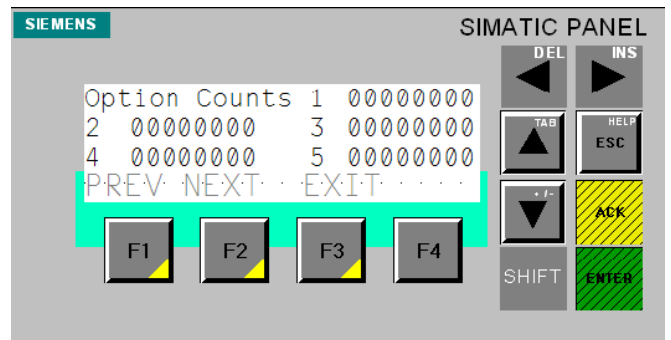 SIEMENS
SIMATIC PANEL
DEL INS
Option Counts 1 00000000
2 00000000 3 00000000
4 00000000 5 00000000
PREV NEXT EXIT
TAB HELP
ESC
+/-
ACK
F1 F2 F3 F4
SHIFT ENTER